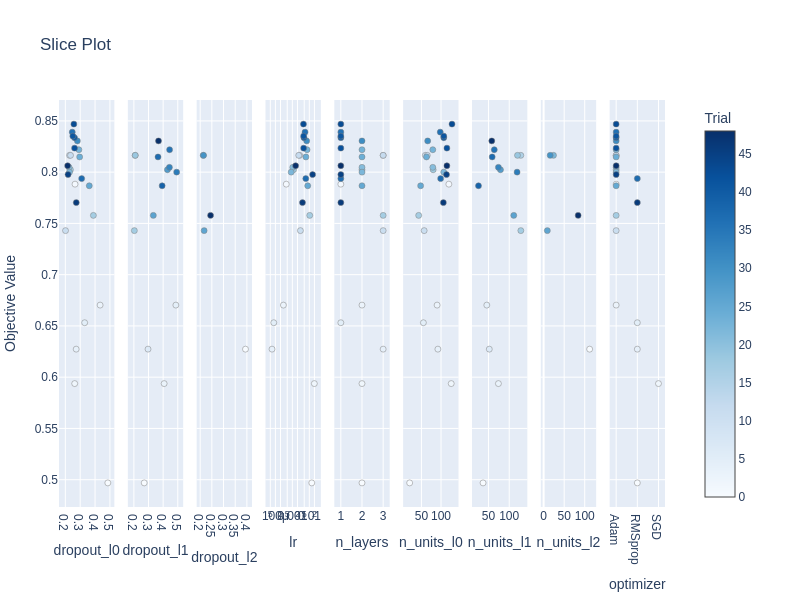 Slice Plot
Trial
Objective Value
0.85
0.8
0.75
0.7
0.65
0.6
0.55
0.5
45
40
35
30
25
20
15
10
5
0
0.2 0.3 0.4 0.5
0.2 0.3 0.4 0.5
0.2 0.25 0.3 0.35 0.4
1 2 3
50 100
50 100
0 50 100
Adam RMSprop SGD
dropout_l0
dropout_l1
dropout_l2
lr
n_layers
n_units_l0
n_units_l1
n_units_l2
optimizer